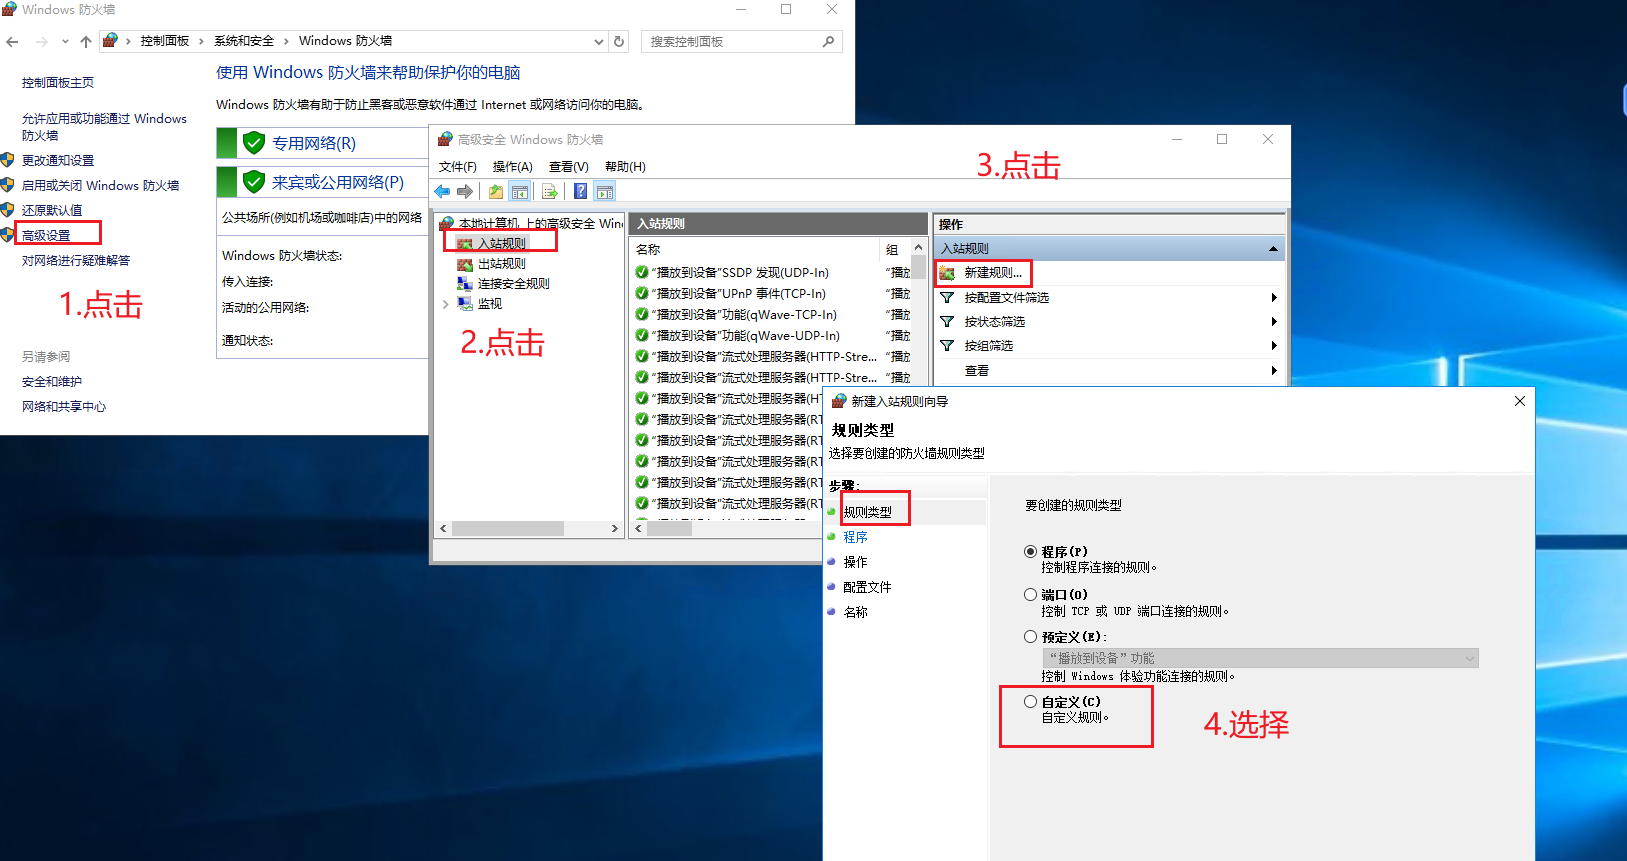 Windows 防火墙
控制面板 › 系统和安全 › Windows 防火墙
搜索控制面板
控制面板主页
允许应用或功能通过 Windows
防火墙
更改通知设置
启用或关闭 Windows 防火墙
还原默认值
高级设置
对网络进行疑难解答
1.点击
另请参阅
安全和维护
网络和共享中心
使用 Windows 防火墙来帮助保护你的电脑
Windows 防火墙有助于防止黑客或恶意软件通过 Internet 或网络访问你的电脑。
专用网络(R)
来宾或公用网络(P)
公共场所(例如机场或咖啡店)中的网络
Windows 防火墙状态:
传入连接:
活动的公用网络:
通知状态:
高级安全 Windows 防火墙
文件(F) 操作(A) 查看(V) 帮助(H)
3.点击
本地计算机 上的高级安全 Win
入站规则
出站规则
连接安全规则
监视
2.点击
入站规则
名称 组
“播放到设备”SSDP 发现(UDP-In) “播放
“播放到设备”UPnP 事件(TCP-In) “播放
“播放到设备”功能(qWave-TCP-In) “播放
“播放到设备”功能(qWave-UDP-In) “播放
“播放到设备”流式处理服务器(HTTP-Stre... “播放
“播放到设备”流式处理服务器(HTTP-Stre... “播放
“播放到设备”流式处理服务器(HT
“播放到设备”流式处理服务器(RT
“播放到设备”流式处理服务器(RT
“播放到设备”流式处理服务器(RT
“播放到设备”流式处理服务器(RT
“播放到设备”流式处理服务器(RT
操作
入站规则
新建规则...
按配置文件筛选
按状态筛选
按组筛选
查看
新建入站规则向导
规则类型
选择要创建的防火墙规则类型
步骤:
规则类型
程序
操作
配置文件
名称
要创建的规则类型
程序(P)
控制程序连接的规则。
端口(O)
控制 TCP 或 UDP 端口连接的规则。
预定义(E):
“播放到设备”功能
控制 Windows 体验功能连接的规则。
自定义(C)
自定义规则。
4.选择